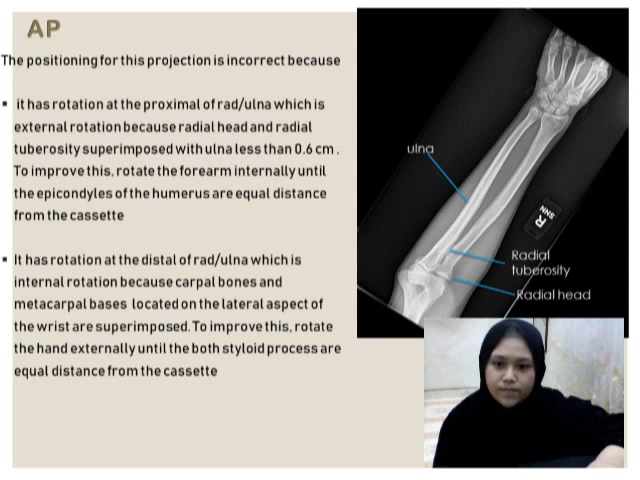 AP
The positioning for this projection is incorrect because
▪ it has rotation at the proximal of rad/ulna which is
external rotation because radial head and radial
tuberosity superimposed with ulna less than 0.6 cm .
To improve this, rotate the forearm internally until
the epicondyles of the humerus are equal distance
from the cassette
▪ It has rotation at the distal of rad/ulna which is
internal rotation because carpal bones and
metacarpal bases located on the lateral aspect of
the wrist are superimposed. To improve this, rotate
the hand externally until the both styloid process are
equal distance from the cassette
ulna
R
SNN
Radial
tuberosity
Radial head